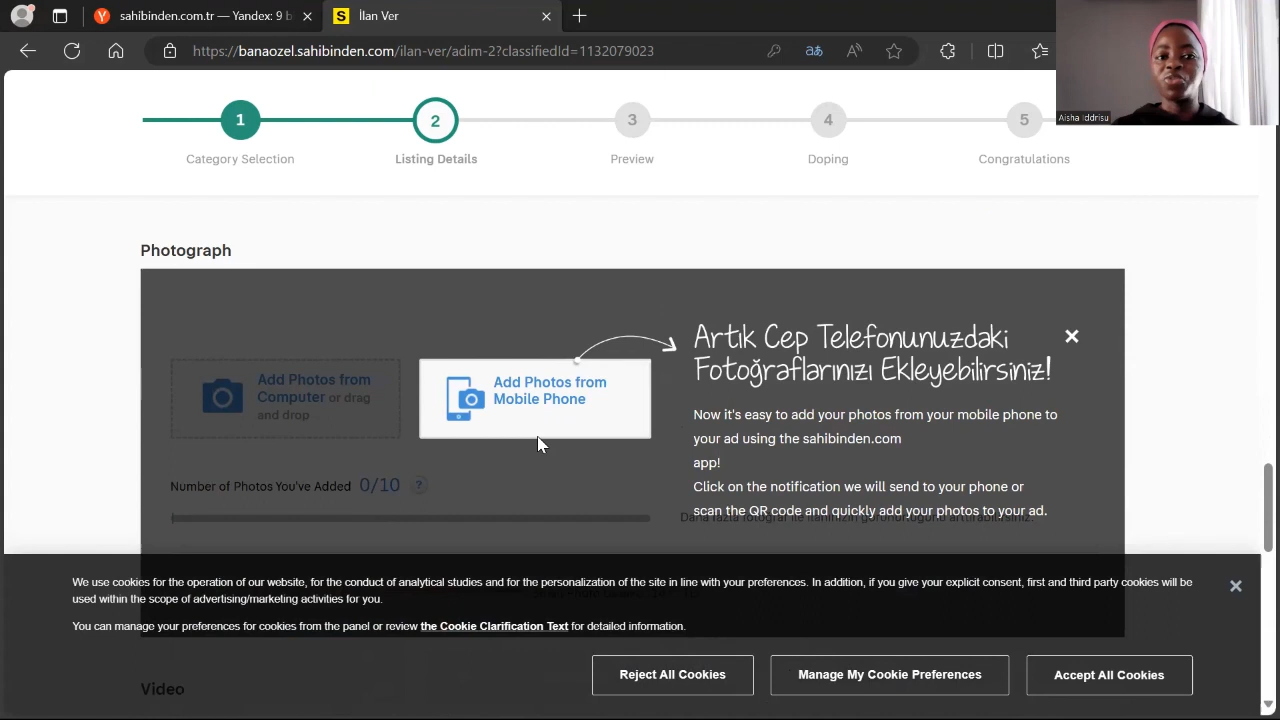 sahibinden.com.tr — Yandex: 9 b
İlan Ver
https://banaozel.sahibinden.com/ilan-ver/adim-2?classifiedId=1132079023
aあ
Aisha Iddrisu
1
2
3
4
5
Category Selection
Listing Details
Preview
Doping
Congratulations
Photograph
Add Photos from
Computer or drag
and drop
Add Photos from
Mobile Phone
Artık Cep Telefonunuzdaki
Fotoğraflarınızı Ekleyebilirsiniz!
Now it's easy to add your photos from your mobile phone to
your ad using the sahibinden.com
app!
Click on the notification we will send to your phone or
scan the QR code and quickly add your photos to your ad.
Number of Photos You've Added 0/10 ?
Daha fazla fotoğraf ile ilanınızın görünürlüğünü arttırabilirsiniz.
We use cookies for the operation of our website, for the conduct of analytical studies and for the personalization of the site in line with your preferences. In addition, if you give your explicit consent, first and third party cookies will be
used within the scope of advertising/marketing activities for you.
You can manage your preferences for cookies from the panel or review the Cookie Clarification Text for detailed information.
Reject All Cookies
Manage My Cookie Preferences
Accept All Cookies
Video